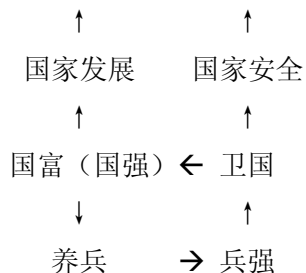 ↑ ↑
国家发展 国家安全
↑ ↑
国富（国强）← 卫国
↓ ↑
养兵 → 兵强